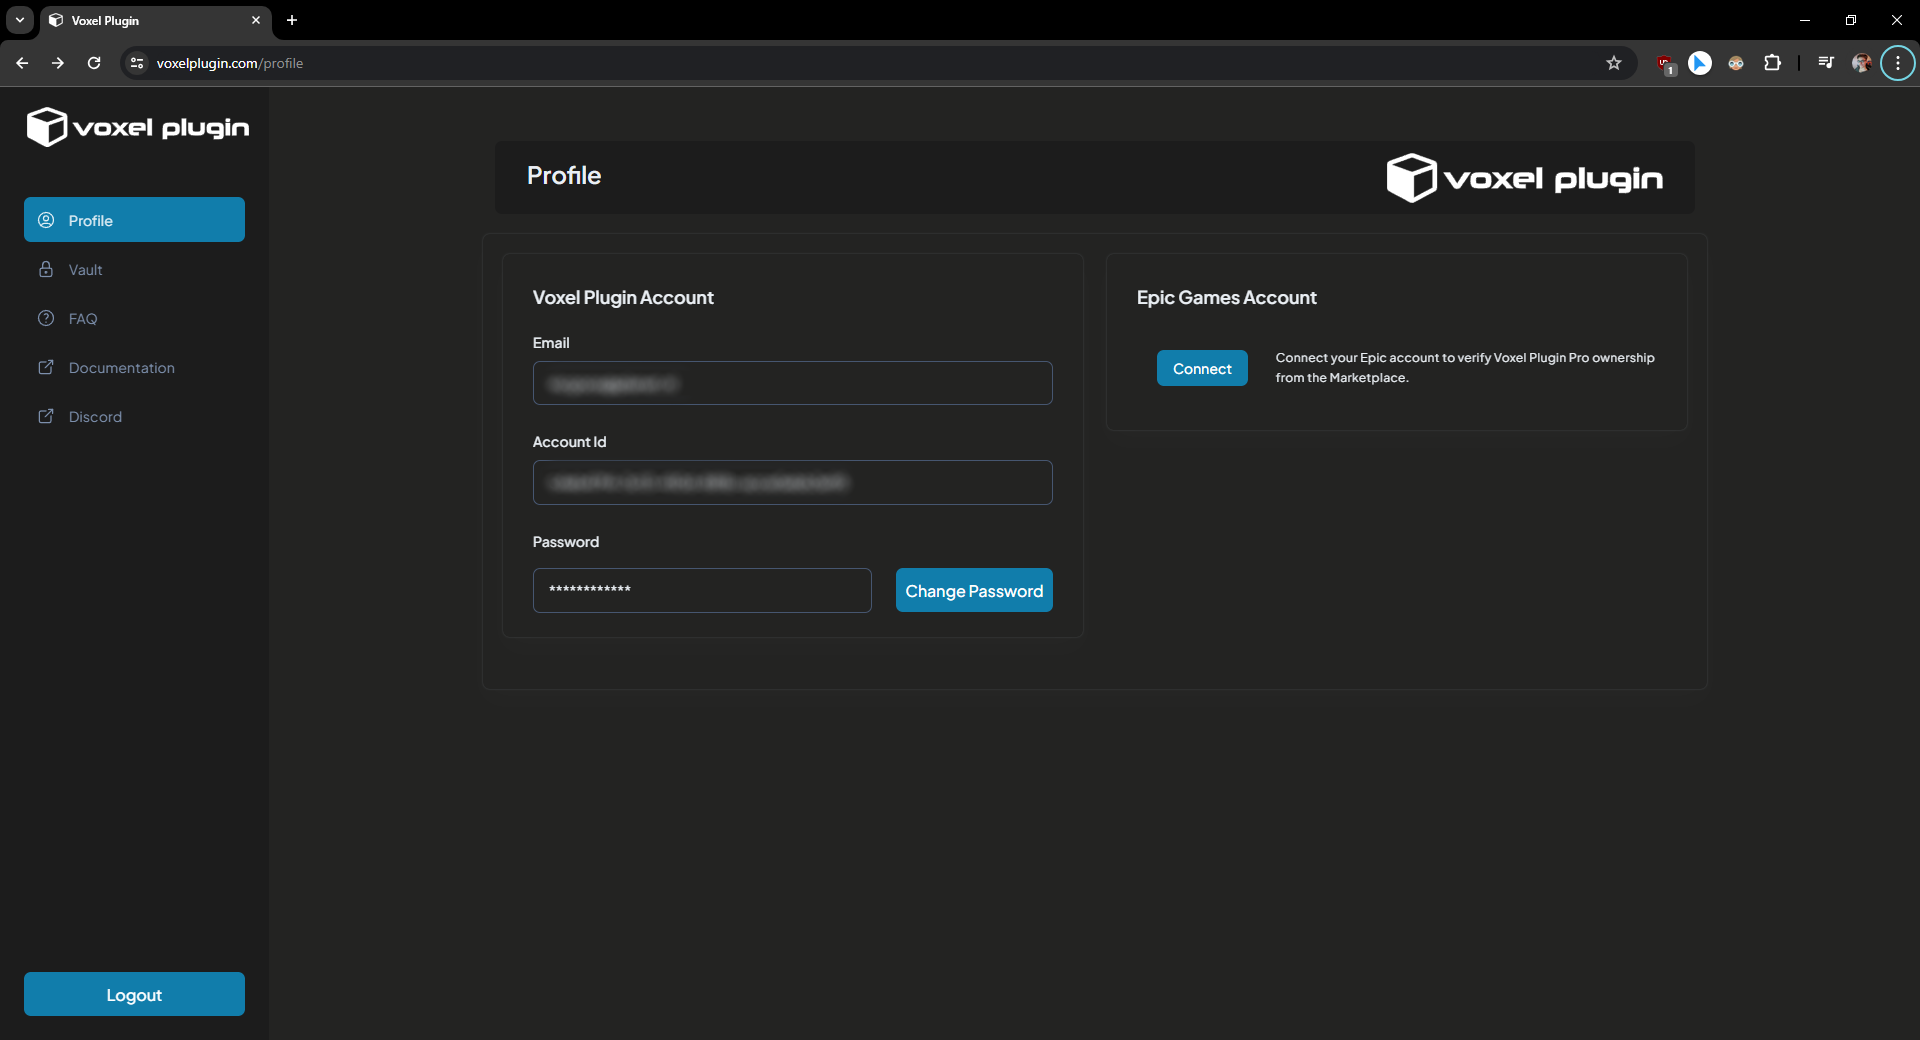 Voxel Plugin
voxelplugin.com/profile
1
voxel plugin
Profile
Vault
FAQ
Documentation
Discord
Logout
Profile
voxel plugin
Voxel Plugin Account
Email
Account Id
Password
************
Change Password
Epic Games Account
Connect
Connect your Epic account to verify Voxel Plugin Pro ownership
from the Marketplace.